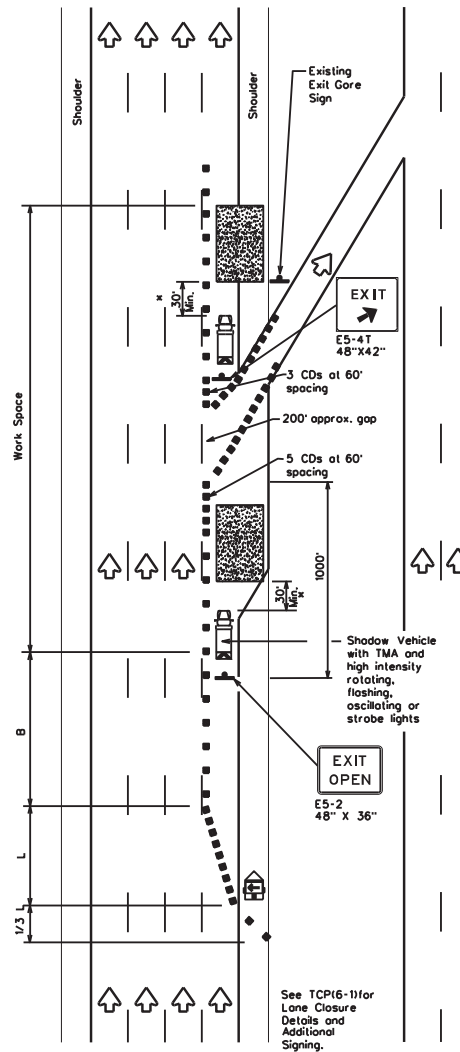 Shoulder
Shoulder
Existing
Exit Gore
Sign
x
30'
Min.
EXIT
E5-4T
48"X42"
3 CDs at 60'
spacing
200' approx. gap
5 CDs at 60'
spacing
Work Space
1000'
30'
Min.
x
Shadow Vehicle
with TMA and
high intensity
rotating,
flashing,
oscillating or
strobe lights
B
EXIT
OPEN
E5-2
48" X 36"
L
1/3 L
See TCP(6-1)for
Lane Closure
Details and
Additional
Signing.